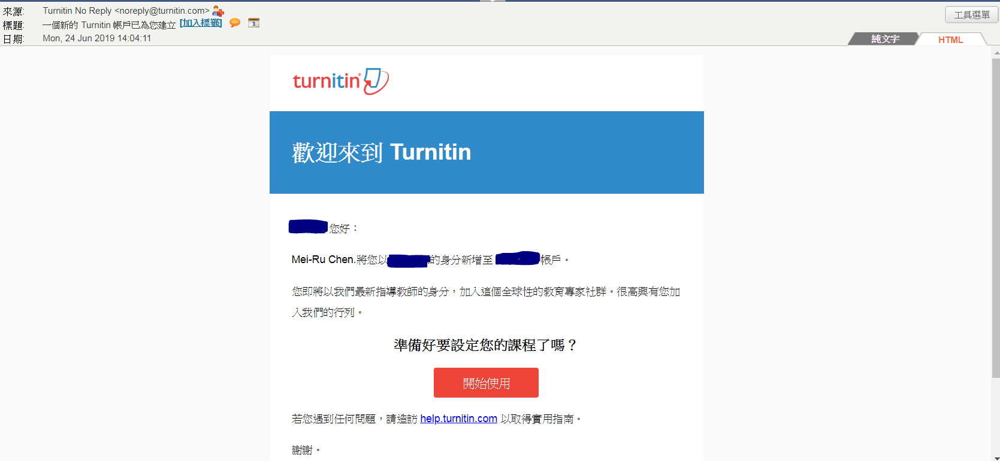 來源: Turnitin No Reply <noreply@turnitin.com>
標題: 一個新的 Turnitin 帳戶已為您建立 [加入標籤]
日期: Mon, 24 Jun 2019 14:04:11
工具選單
純文字 HTML
turnitin
歡迎來到 Turnitin
您好：
Mei-Ru Chen.將您以 的身分新增至 帳戶。
您即將以我們最新指導教師的身分，加入這個全球性的教育專家社群。很高興有您加
入我們的行列。
準備好要設定您的課程了嗎？
開始使用
若您遇到任何問題，請造訪 help.turnitin.com 以取得實用指南。
謝謝。